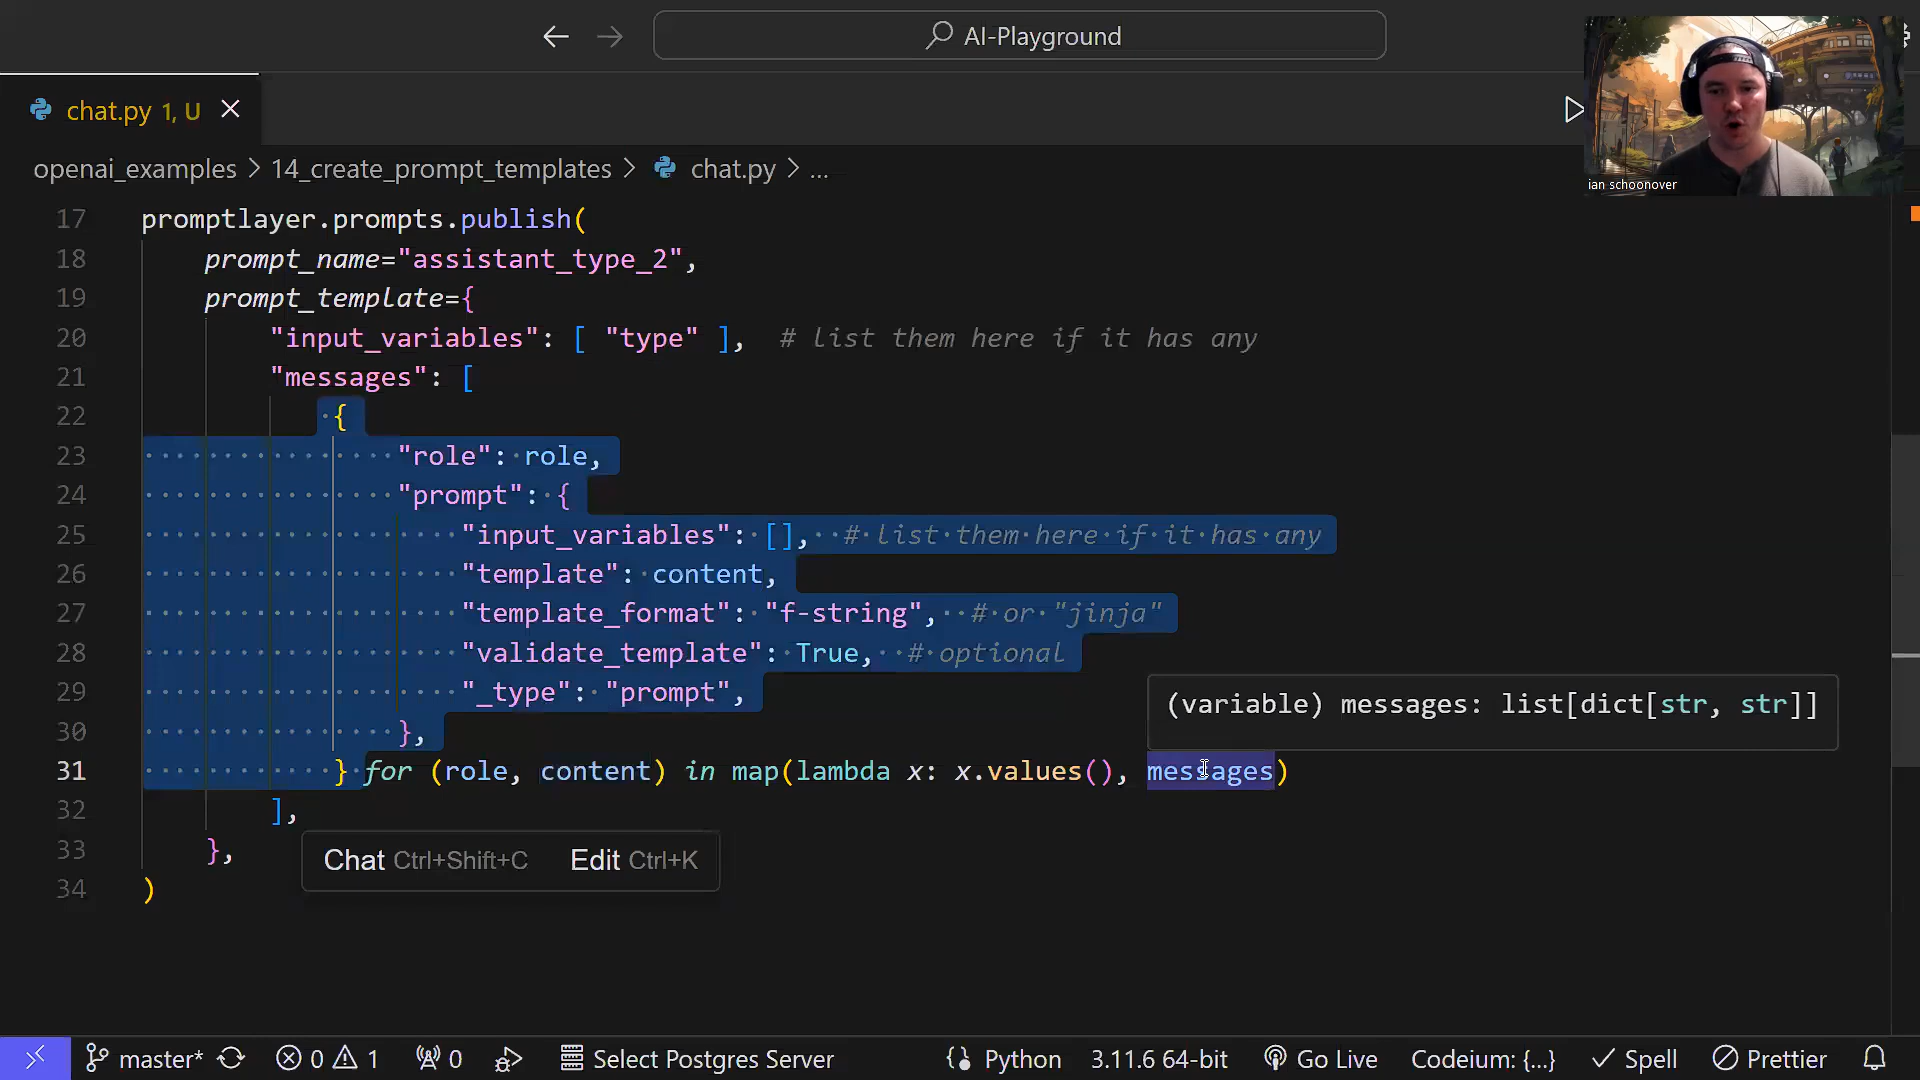 AI-Playground
chat.py 1, U
openai_examples > 14_create_prompt_templates > chat.py > ...
ian schoonover
17 promptlayer.prompts.publish(
18 prompt_name="assistant_type_2",
19 prompt_template={
20 "input_variables": [ "type" ], # list them here if it has any
21 "messages": [
22 {
23 "role": role,
24 "prompt": {
25 "input_variables": [], # list them here if it has any
26 "template": content,
27 "template_format": "f-string", # or "jinja"
28 "validate_template": True, # optional
29 "_type": "prompt",
(variable) messages: list[dict[str, str]]
30 },
31 } for (role, content) in map(lambda x: x.values(), messages)
32 ],
33 },
Chat Ctrl+Shift+C Edit Ctrl+K
34 )
master* 0 1 0 Select Postgres Server Python 3.11.6 64-bit Go Live Codeium: {...} Spell Prettier